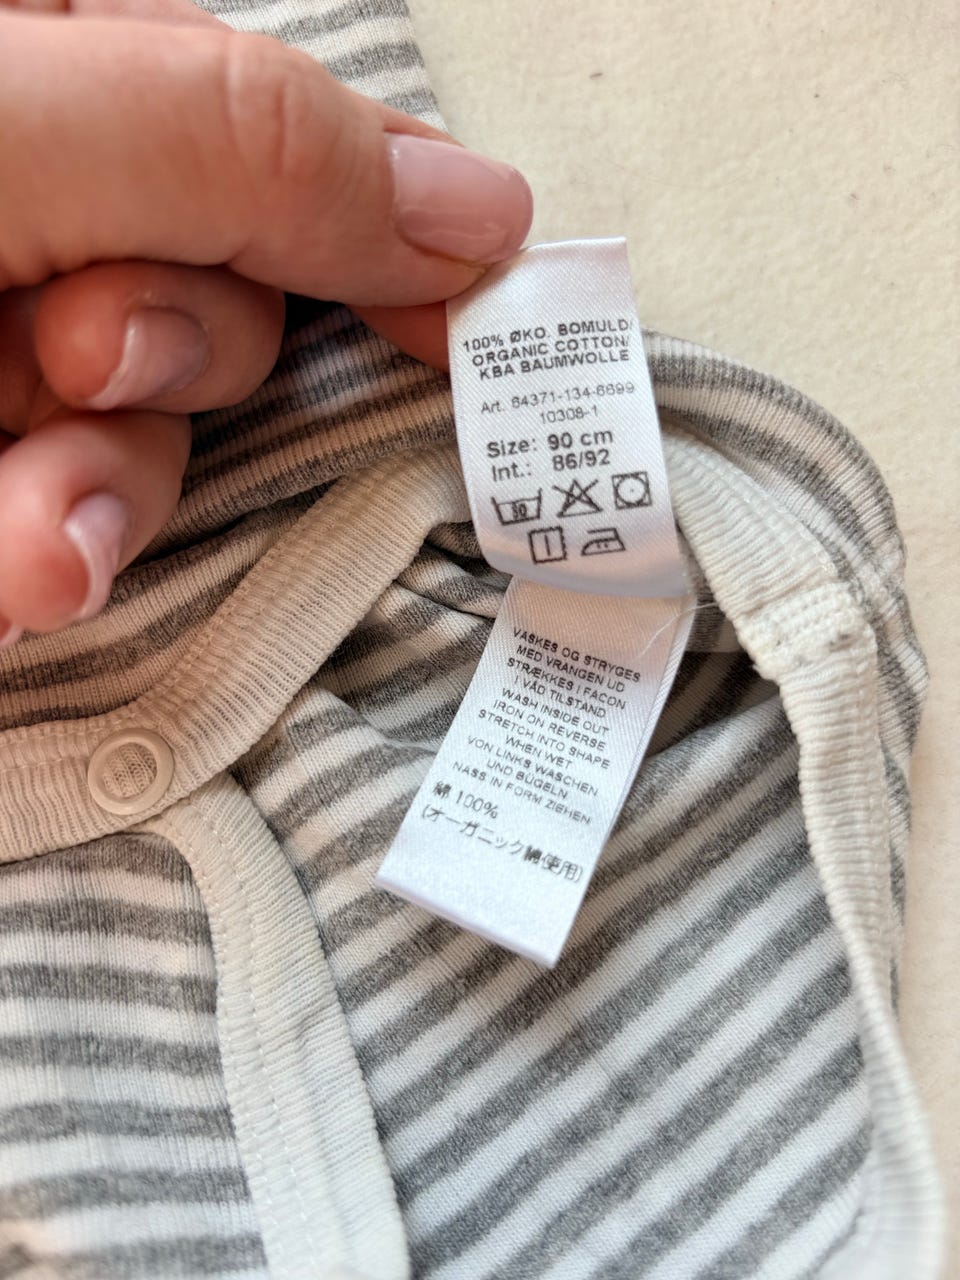 100% ØKO. BOMULD/
ORGANIC COTTON/
KBA BAUMWOLLE
Art. 64371-134-6699
10308-1
Size: 90 cm
Int.: 86/92
VASKES OG STRYGES
MED VRANGEN UD
STRÆKKES I FACON
I VÅD TILSTAND
WASH INSIDE OUT
IRON ON REVERSE
STRETCH INTO SHAPE
WHEN WET
VON LINKS WASCHEN
UND BÜGELN
NASS IN FORM ZIEHEN
綿 100%
(オーガニック綿使用)